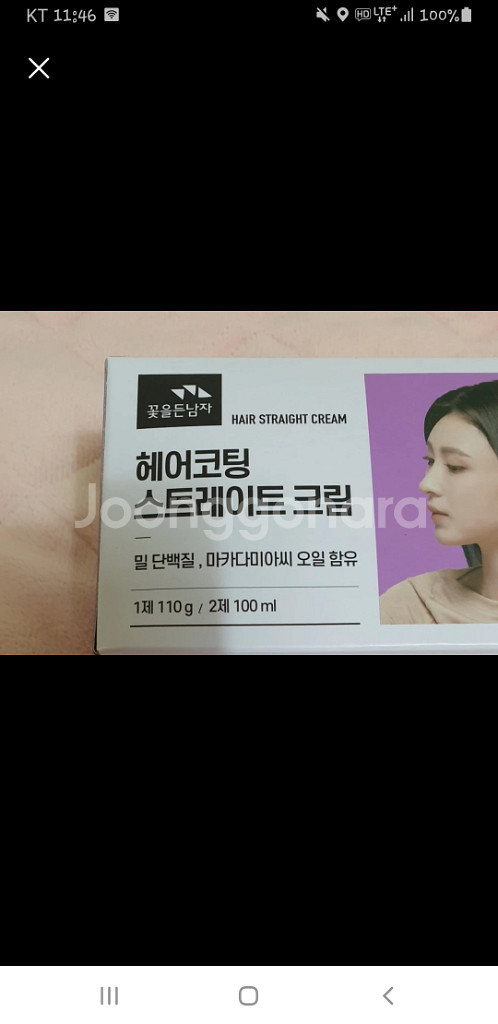 KT 11:46
HD LTE+ 100%
꽃을든남자
HAIR STRAIGHT CREAM
헤어코팅
스트레이트 크림
Joonggonara
밀 단백질 , 마카다미아씨 오일 함유
1제 110 g / 2제 100 ml